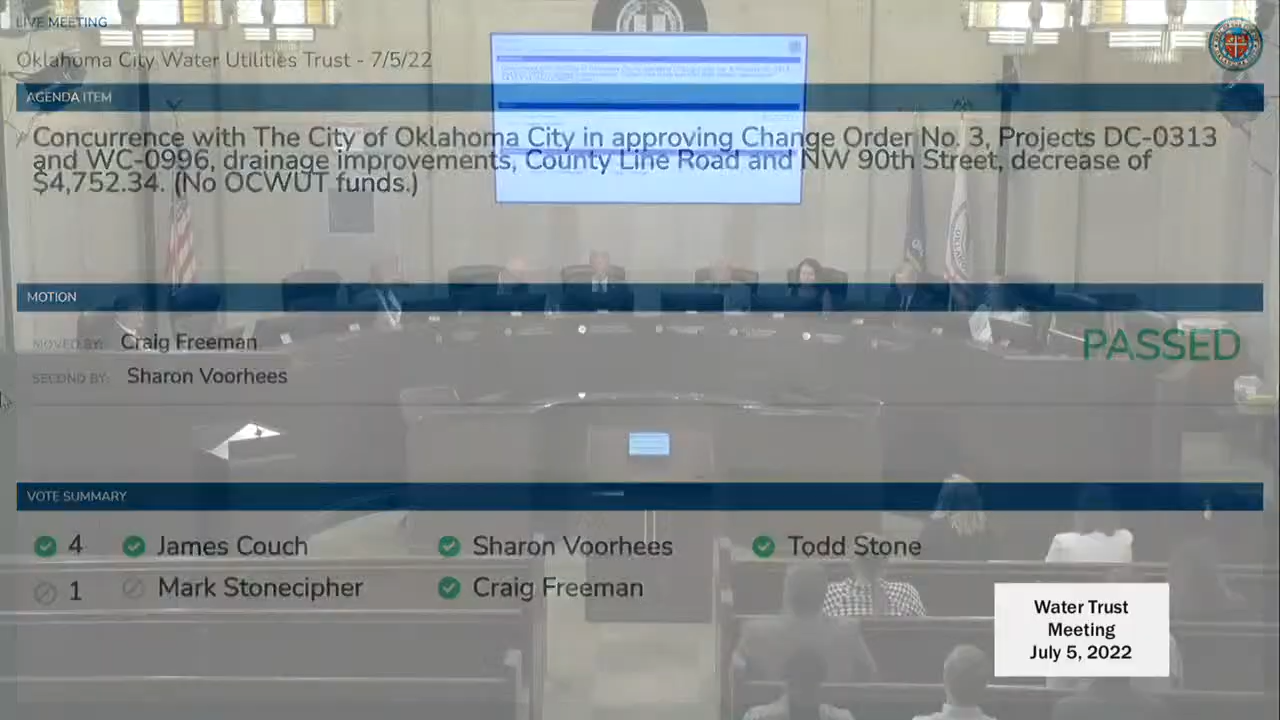 LIVE MEETING
Oklahoma City Water Utilities Trust - 7/5/22
AGENDA ITEM
Concurrence with The City of Oklahoma City in approving Change Order No. 3, Projects DC-0313
and WC-0996, drainage improvements, County Line Road and NW 90th Street, decrease of
$4,752.34. (No OCWUT funds.)
MOTION
MOVED BY: Craig Freeman
PASSED
SECOND BY: Sharon Voorhees
VOTE SUMMARY
4 James Couch Sharon Voorhees Todd Stone
1 Mark Stonecipher Craig Freeman
Water Trust
Meeting
July 5, 2022